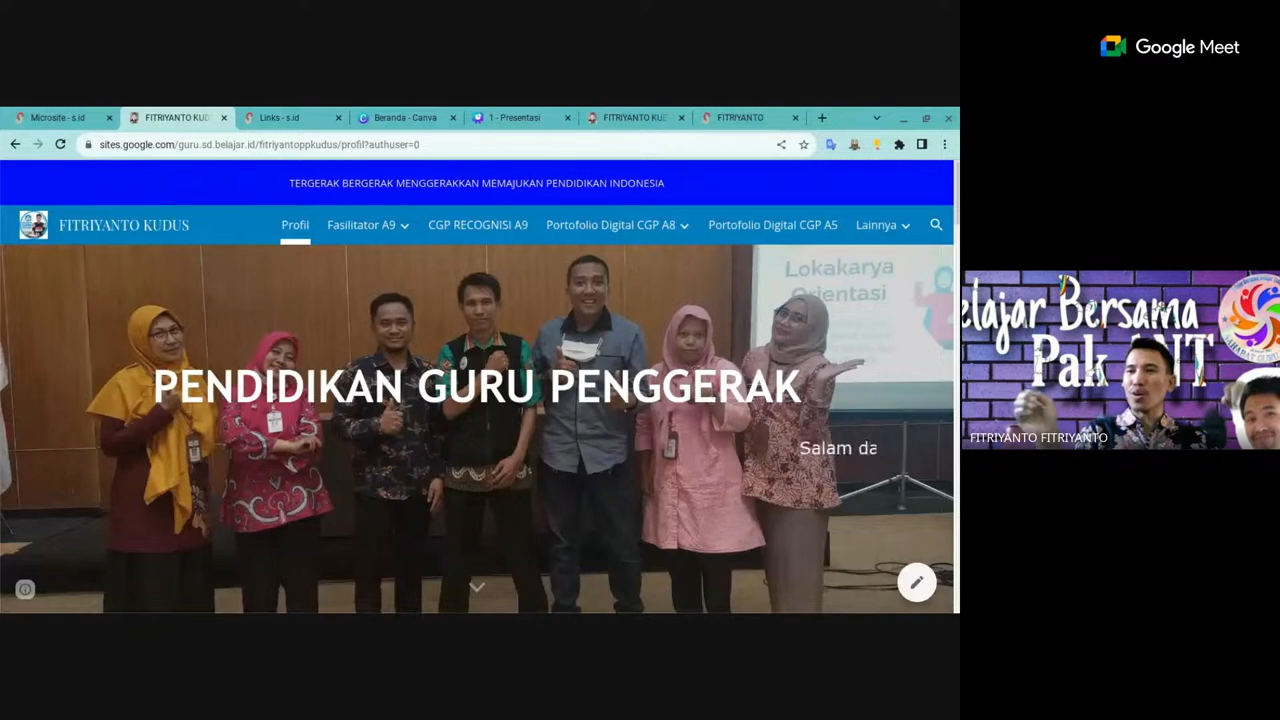 Google Meet
Microsite - s.id
FITRIYANTO KUD
Links - s.id
Beranda - Canva
1 - Presentasi
FITRIYANTO KUE
FITRIYANTO
sites.google.com/guru.sd.belajar.id/fitriyantoppkudus/profil?authuser=0
TERGERAK BERGERAK MENGGERAKKAN MEMAJUKAN PENDIDIKAN INDONESIA
FITRIYANTO KUDUS
Profil
Fasilitator A9
CGP RECOGNISI A9
Portofolio Digital CGP A8
Portofolio Digital CGP A5
Lainnya
Lokakarya
Orientasi
PENDIDIKAN GURU PENGGERAK
Salam da
elajar Bersama
Pak ANT
FITRIYANTO FITRIYANTO